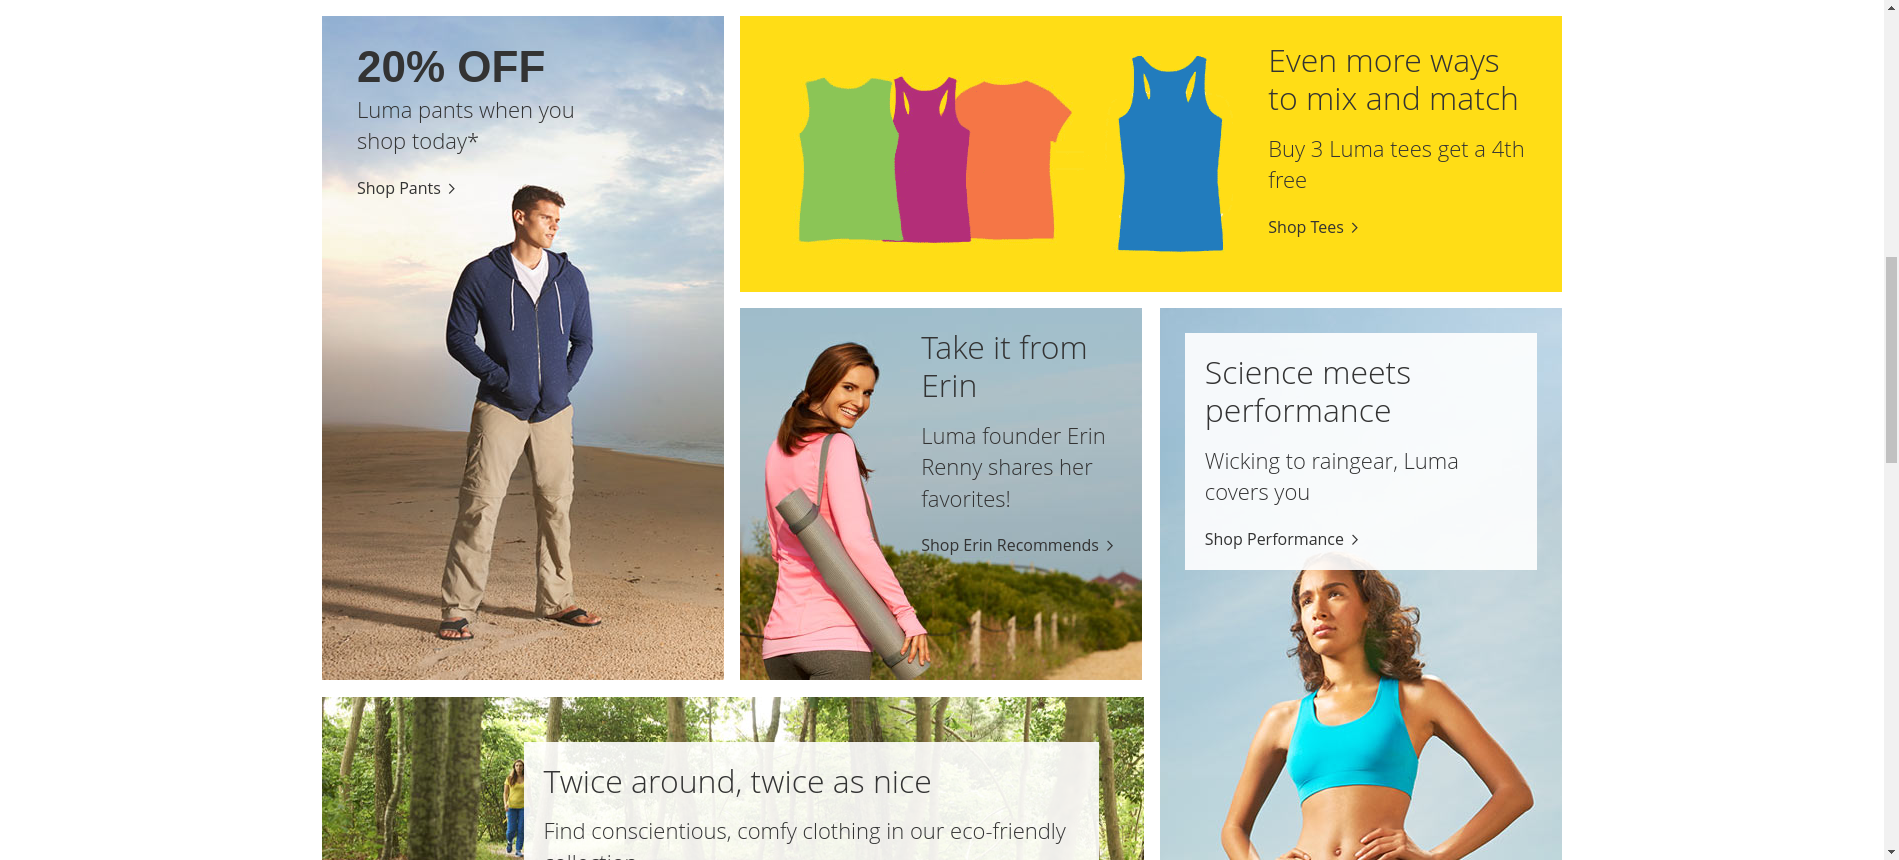 20% OFF
Luma pants when you
shop today*
Shop Pants
Even more ways
to mix and match
Buy 3 Luma tees get a 4th
free
Shop Tees
Take it from
Erin
Luma founder Erin
Renny shares her
favorites!
Shop Erin Recommends
Science meets
performance
Wicking to raingear, Luma
covers you
Shop Performance
Twice around, twice as nice
Find conscientious, comfy clothing in our eco-friendly